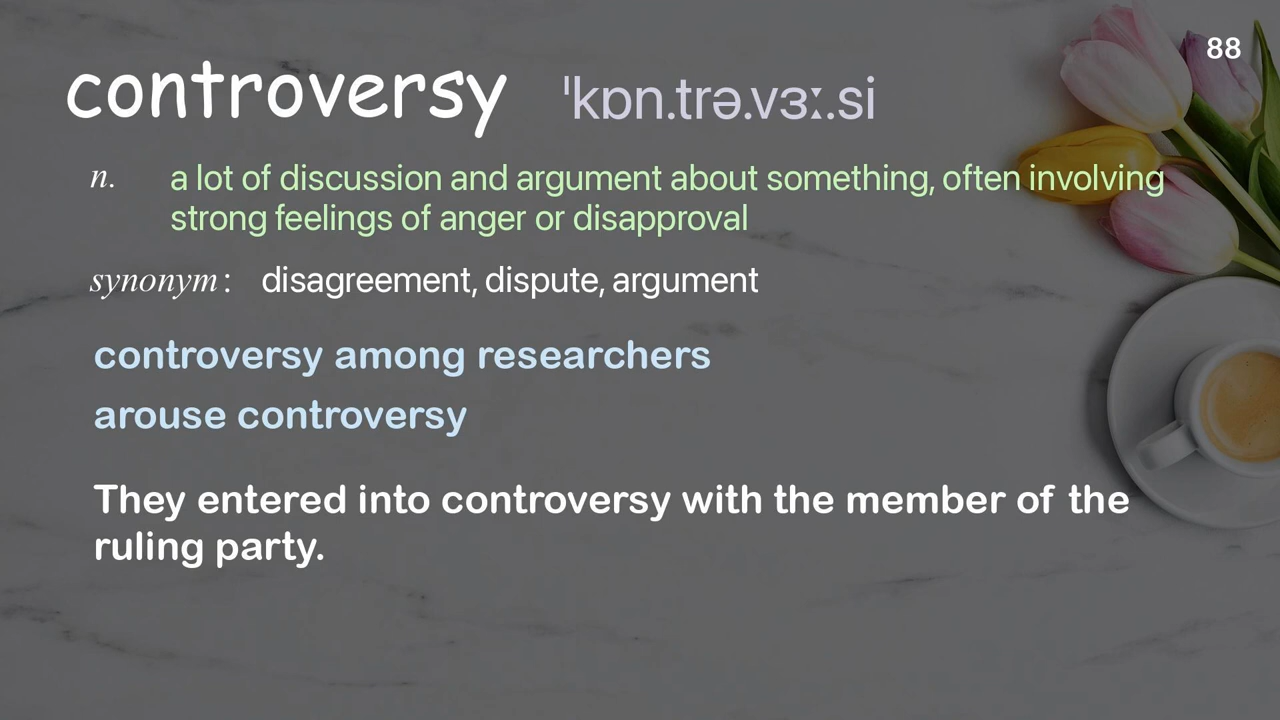 88
controversy ˈkɒn.trə.vɜː.si
n. a lot of discussion and argument about something, often involving
strong feelings of anger or disapproval
synonym: disagreement, dispute, argument
controversy among researchers
arouse controversy
They entered into controversy with the member of the
ruling party.